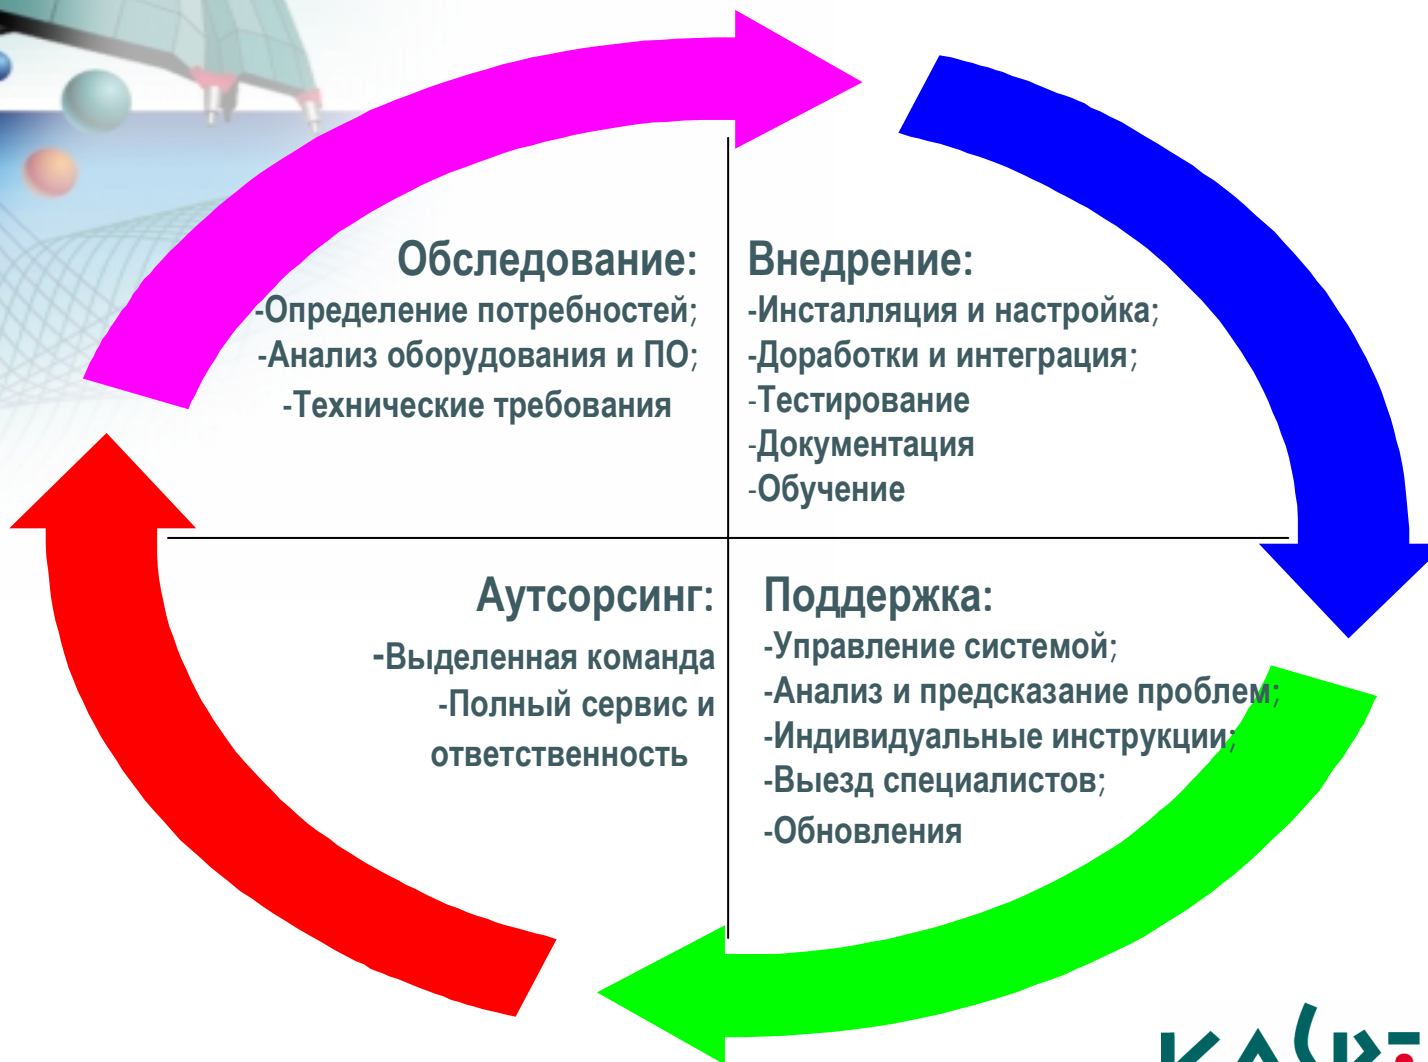 Обследование:
-Определение потребностей;
-Анализ оборудования и ПО;
-Технические требования
Внедрение:
-Инсталляция и настройка;
-Доработки и интеграция;
-Тестирование
-Документация
-Обучение
Аутсорсинг:
-Выделенная команда
-Полный сервис и
ответственность
Поддержка:
-Управление системой;
-Анализ и предсказание проблем;
-Индивидуальные инструкции;
-Выезд специалистов;
-Обновления